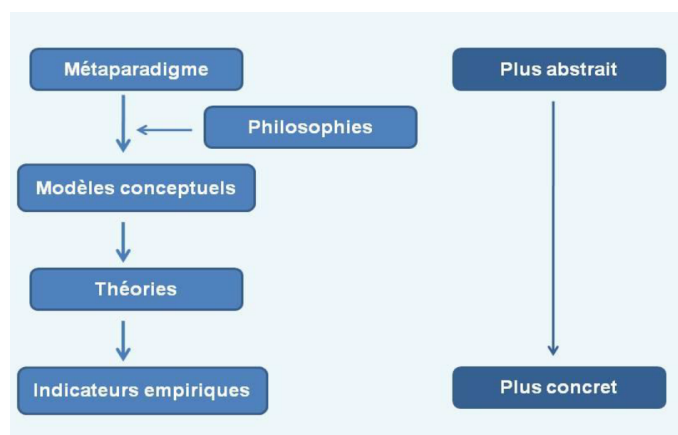 Métaparadigme
Plus abstrait
Philosophies
Modèles conceptuels
Théories
Indicateurs empiriques
Plus concret